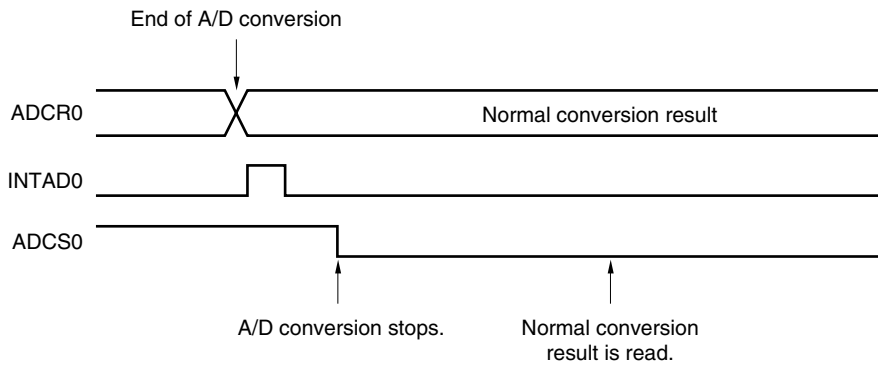 End of A/D conversion
ADCR0
Normal conversion result
INTAD0
ADCS0
A/D conversion stops.
Normal conversion
result is read.